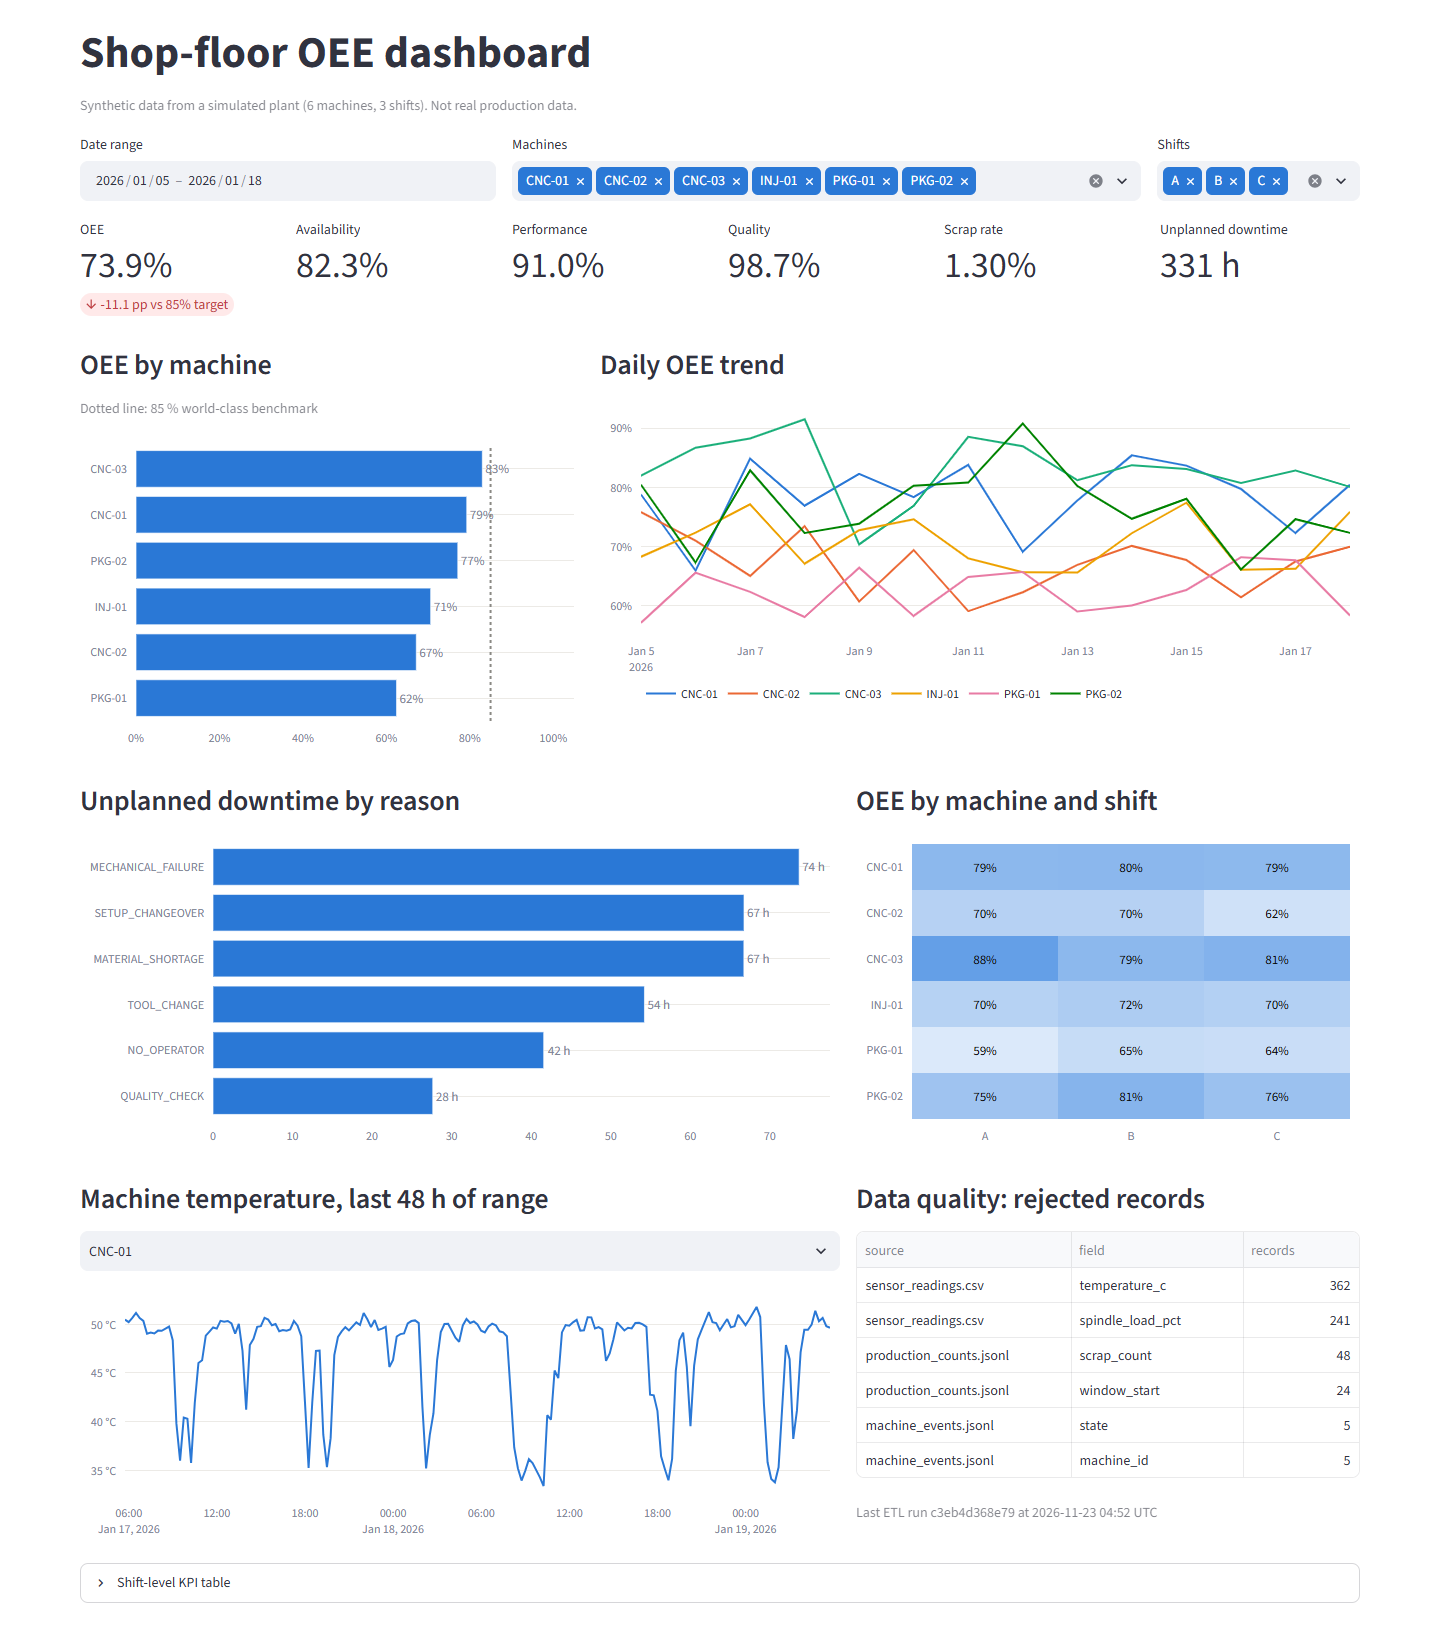 Shop-floor OEE dashboard
Synthetic data from a simulated plant (6 machines, 3 shifts). Not real production data.
Date range
Machines
Shifts
2026/01/05 – 2026/01/18
CNC-01 CNC-02 CNC-03 INJ-01 PKG-01 PKG-02
A B C
OEE
Availability
Performance
Quality
Scrap rate
Unplanned downtime
73.9%
82.3%
91.0%
98.7%
1.30%
331 h
-11.1 pp vs 85% target
OEE by machine
Dotted line: 85 % world-class benchmark
CNC-03 83%
CNC-01 79%
PKG-02 77%
INJ-01 71%
CNC-02 67%
PKG-01 62%
0% 20% 40% 60% 80% 100%
Daily OEE trend
90%
80%
70%
60%
Jan 5 Jan 7 Jan 9 Jan 11 Jan 13 Jan 15 Jan 17
2026
CNC-01 CNC-02 CNC-03 INJ-01 PKG-01 PKG-02
Unplanned downtime by reason
MECHANICAL_FAILURE 74 h
SETUP_CHANGEOVER 67 h
MATERIAL_SHORTAGE 67 h
TOOL_CHANGE 54 h
NO_OPERATOR 42 h
QUALITY_CHECK 28 h
0 10 20 30 40 50 60 70
OEE by machine and shift
CNC-01 79% 80% 79%
CNC-02 70% 70% 62%
CNC-03 88% 79% 81%
INJ-01 70% 72% 70%
PKG-01 59% 65% 64%
PKG-02 75% 81% 76%
A B C
Machine temperature, last 48 h of range
CNC-01
50 °C
45 °C
40 °C
35 °C
06:00 12:00 18:00 00:00 06:00 12:00 18:00 00:00
Jan 17, 2026 Jan 18, 2026 Jan 19, 2026
Data quality: rejected records
source field records
sensor_readings.csv temperature_c 362
sensor_readings.csv spindle_load_pct 241
production_counts.jsonl scrap_count 48
production_counts.jsonl window_start 24
machine_events.jsonl state 5
machine_events.jsonl machine_id 5
Last ETL run c3eb4d368e79 at 2026-11-23 04:52 UTC
Shift-level KPI table